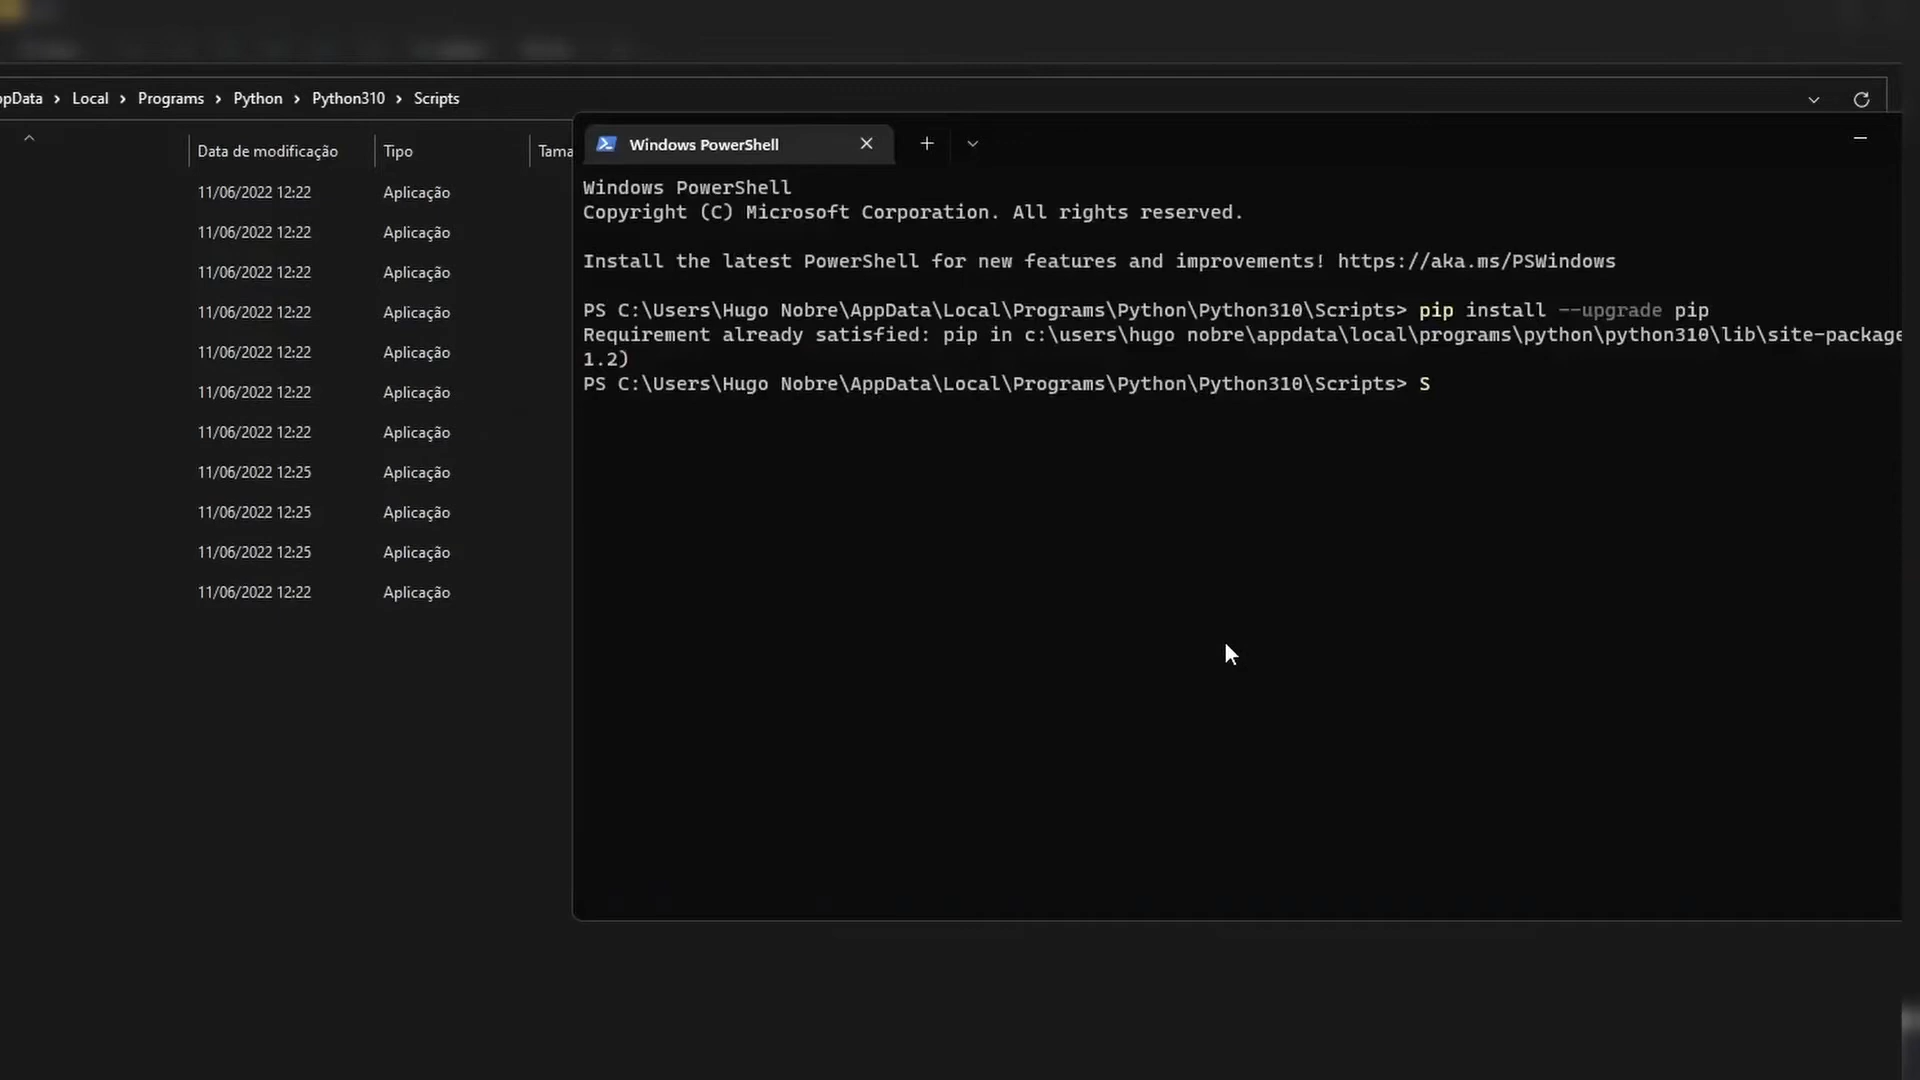 pData > Local > Programs > Python > Python310 > Scripts
Data de modificação Tipo Tama
11/06/2022 12:22 Aplicação
11/06/2022 12:22 Aplicação
11/06/2022 12:22 Aplicação
11/06/2022 12:22 Aplicação
11/06/2022 12:22 Aplicação
11/06/2022 12:22 Aplicação
11/06/2022 12:22 Aplicação
11/06/2022 12:25 Aplicação
11/06/2022 12:25 Aplicação
11/06/2022 12:25 Aplicação
11/06/2022 12:22 Aplicação
Windows PowerShell
Windows PowerShell
Copyright (C) Microsoft Corporation. All rights reserved.
Install the latest PowerShell for new features and improvements! https://aka.ms/PSWindows
PS C:\Users\Hugo Nobre\AppData\Local\Programs\Python\Python310\Scripts> pip install --upgrade pip
Requirement already satisfied: pip in c:\users\hugo nobre\appdata\local\programs\python\python310\lib\site-package
1.2)
PS C:\Users\Hugo Nobre\AppData\Local\Programs\Python\Python310\Scripts> S